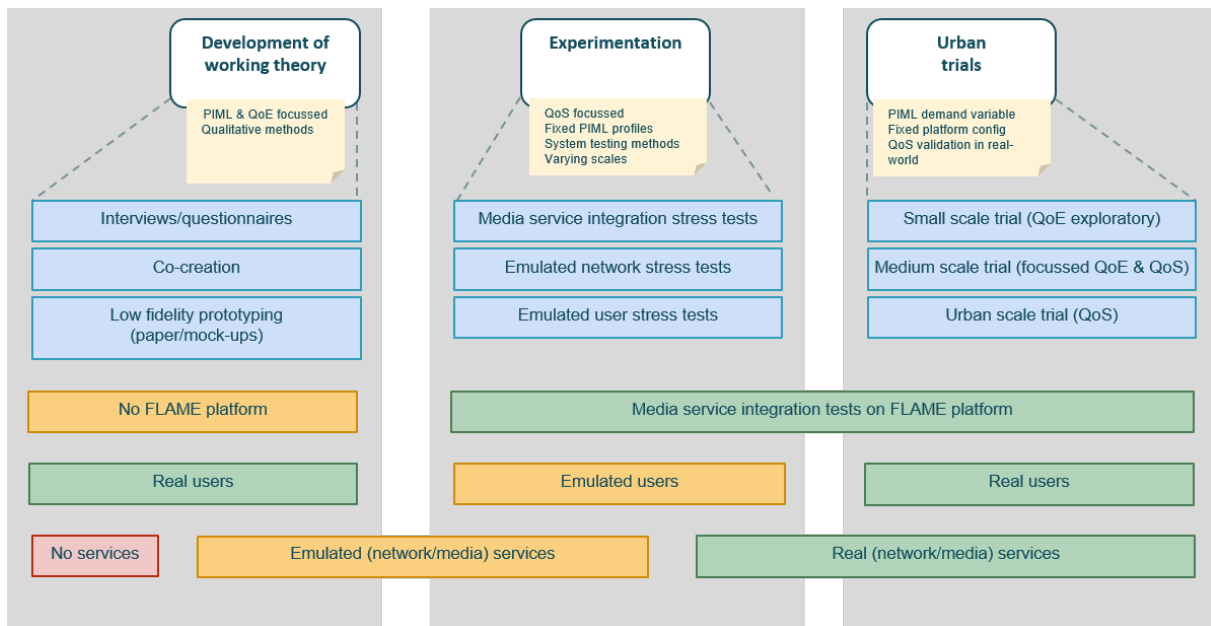 Development of
working theory
PIML & QoE focussed
Qualitative methods
Interviews/questionnaires
Co-creation
Low fidelity prototyping
(paper/mock-ups)
Experimentation
QoS focussed
Fixed PIML profiles
System testing methods
Varying scales
Media service integration stress tests
Emulated network stress tests
Emulated user stress tests
Urban
trials
PIML demand variable
Fixed platform config
QoS validation in real-
world
Small scale trial (QoE exploratory)
Medium scale trial (focussed QoE & QoS)
Urban scale trial (QoS)
No FLAME platform
Media service integration tests on FLAME platform
Real users
Emulated users
Real users
No services
Emulated (network/media) services
Real (network/media) services